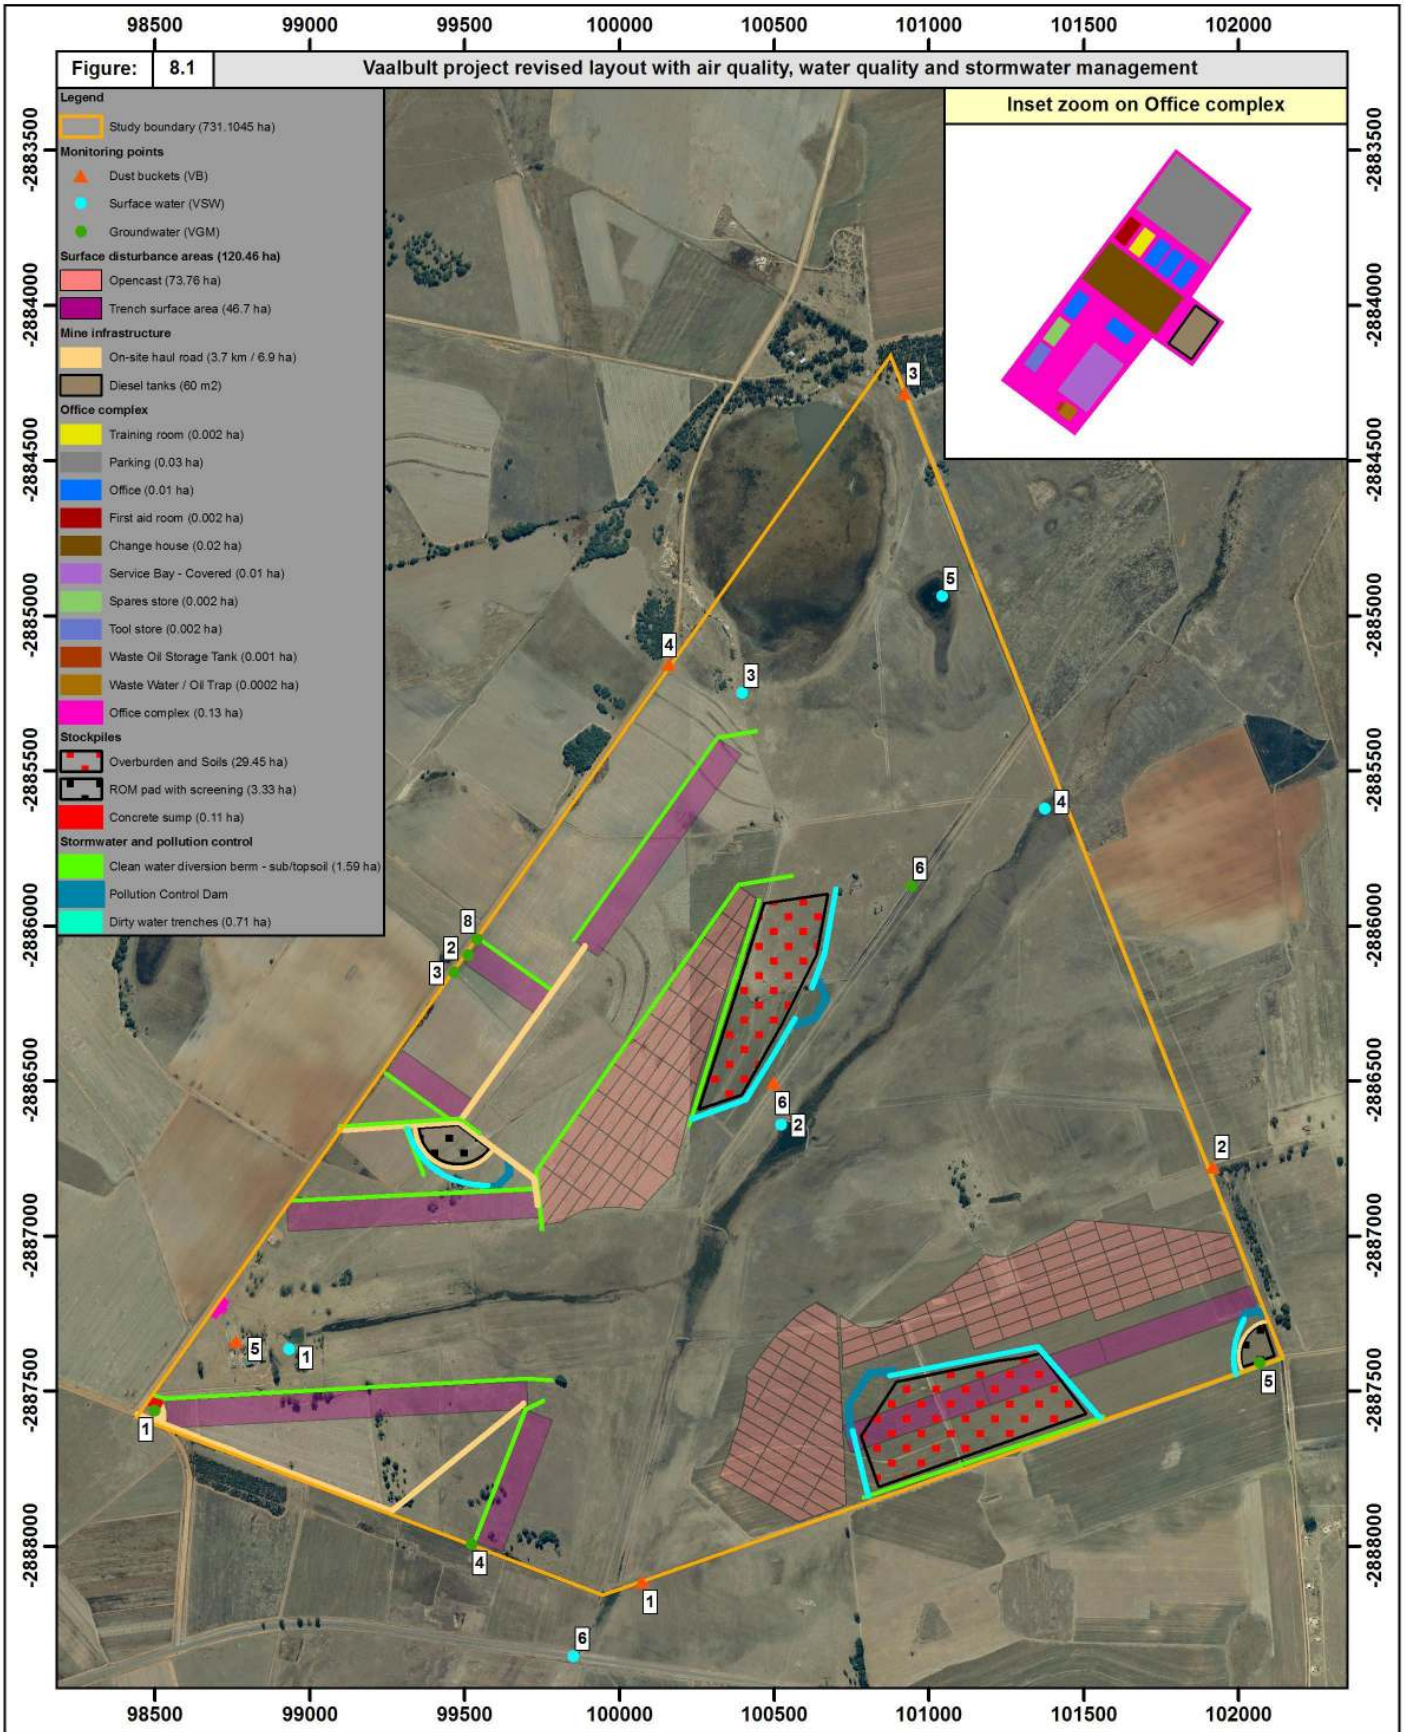 98500 99000 99500 100000 100500 101000 101500 102000
Figure: 8.1 Vaalbult project revised layout with air quality, water quality and stormwater management
Legend
Study boundary (731.1045 ha)
Monitoring points
Dust buckets (VB)
Surface water (VSW)
Groundwater (VGM)
Surface disturbance areas (120.46 ha)
Opencast (73.76 ha)
Trench surface area (46.7 ha)
Mine infrastructure
On-site haul road (3.7 km / 6.9 ha)
Diesel tanks (60 m2)
Office complex
Training room (0.002 ha)
Parking (0.03 ha)
Office (0.01 ha)
First aid room (0.002 ha)
Change house (0.02 ha)
Service Bay - Covered (0.01 ha)
Spares store (0.002 ha)
Tool store (0.002 ha)
Waste Oil Storage Tank (0.001 ha)
Waste Water / Oil Trap (0.0002 ha)
Office complex (0.13 ha)
Stockpiles
Overburden and Soils (29.45 ha)
ROM pad with screening (3.33 ha)
Concrete sump (0.11 ha)
Stormwater and pollution control
Clean water diversion berm - sub/topsoil (1.59 ha)
Pollution Control Dam
Dirty water trenches (0.71 ha)
Inset zoom on Office complex
-2883500
-2884000
-2884500
-2885000
-2885500
-2886000
-2886500
-2887000
-2887500
-2888000
3
5
4
3
4
6
8
2
3
6
2
2
5
1
5
1
4
1
6
-2883500
-2884000
-2884500
-2885000
-2885500
-2886000
-2886500
-2887000
-2887500
-2888000
98500 99000 99500 100000 100500 101000 101500 102000